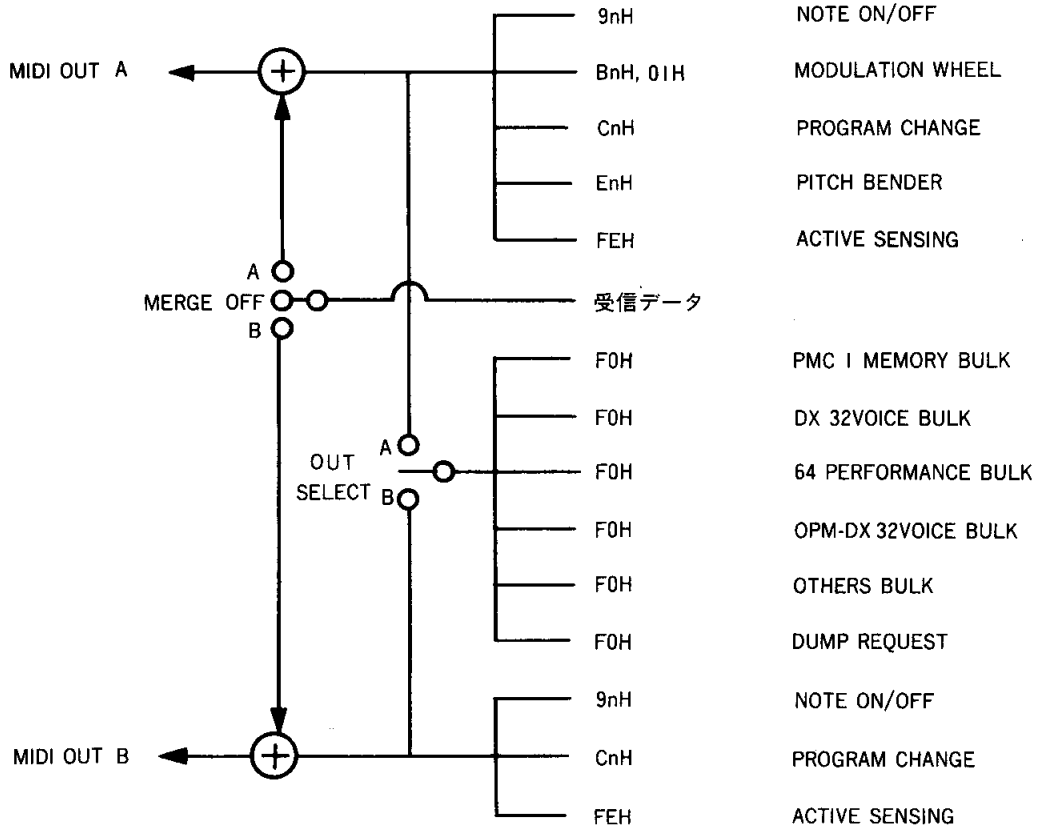 9nH NOTE ON/OFF
MIDI OUT A BnH, 01H MODULATION WHEEL
CnH PROGRAM CHANGE
EnH PITCH BENDER
FEH ACTIVE SENSING
A
MERGE OFF 受信データ
B
F0H PMC 1 MEMORY BULK
F0H DX 32VOICE BULK
A
OUT
SELECT
F0H 64 PERFORMANCE BULK
B
F0H OPM-DX 32VOICE BULK
F0H OTHERS BULK
F0H DUMP REQUEST
9nH NOTE ON/OFF
MIDI OUT B CnH PROGRAM CHANGE
FEH ACTIVE SENSING